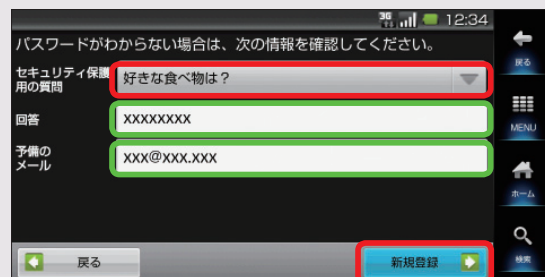 3G 12:34
パスワードがわからない場合は、次の情報を確認してください。
戻る
セキュリティ保護
用の質問
好きな食べ物は？
回答
xxxxxxxx
MENU
予備の
メール
xxx@xxx.xxx
ホーム
戻る
新規登録
検索